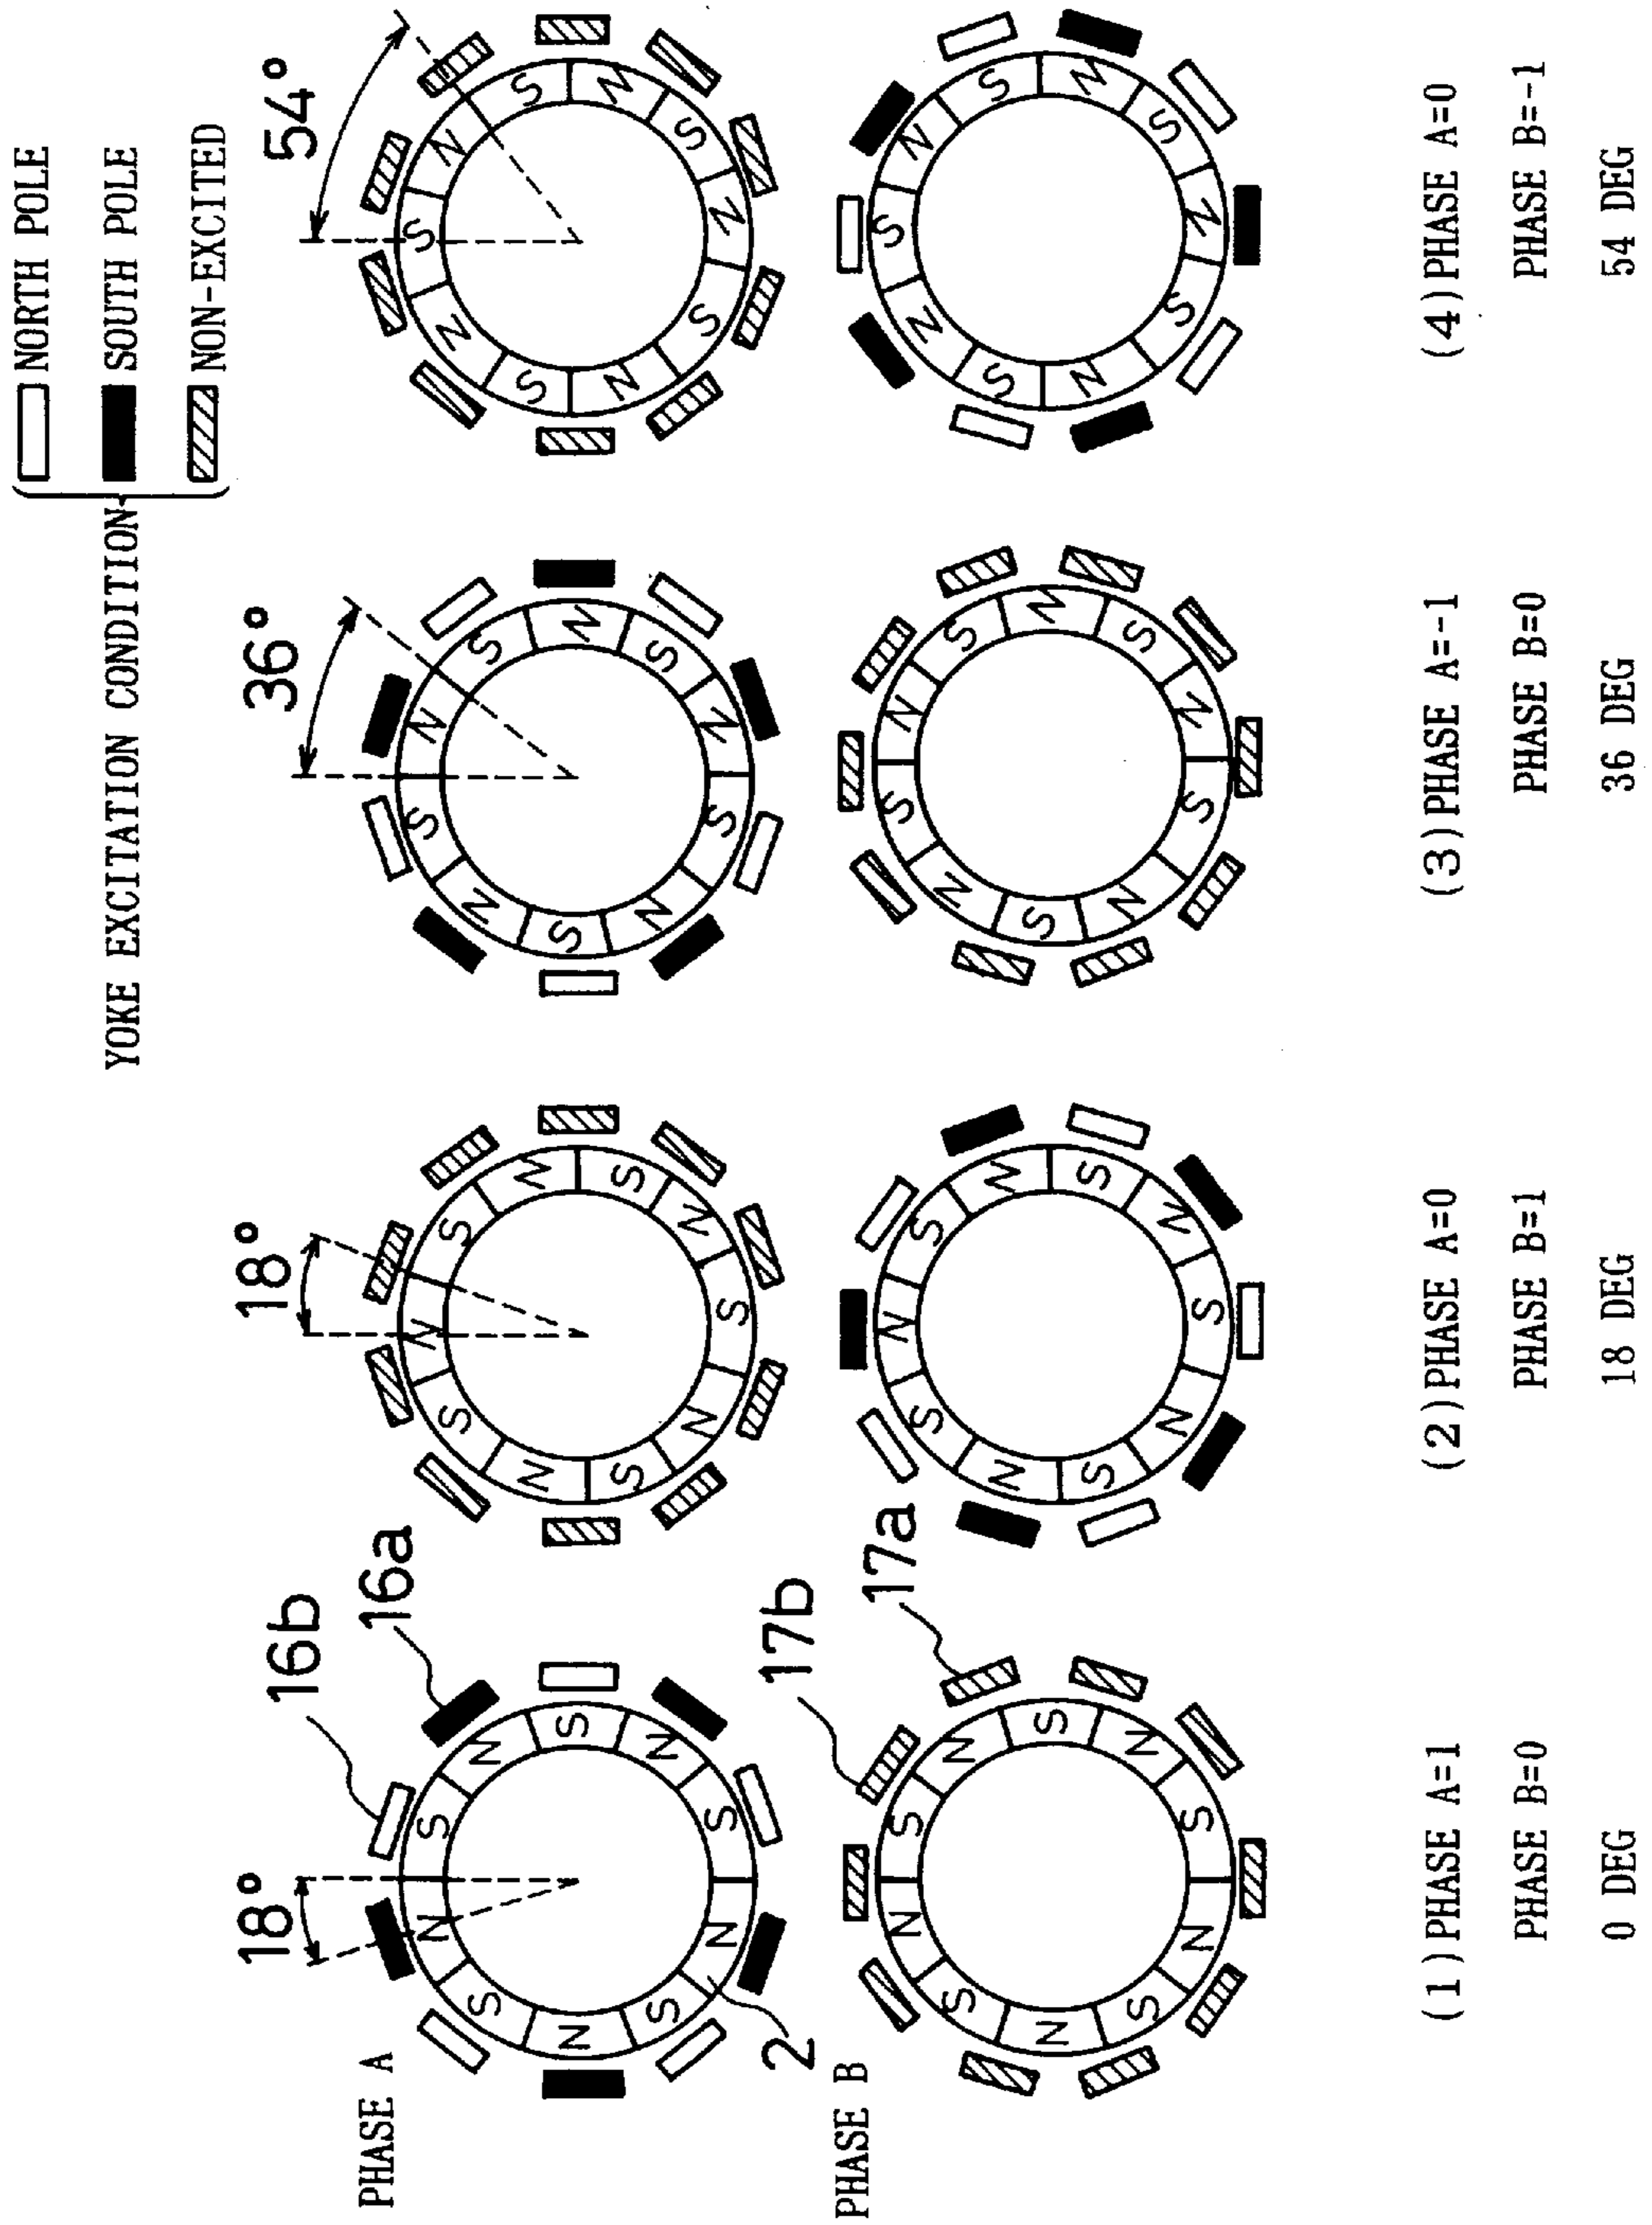 YOKE EXCITATION CONDITION
NORTH POLE
SOUTH POLE
NON-EXCITED
PHASE A
18°
16b
16a
N S N S N S N S N S
2
18°
N S N S N S N S N S
36°
N S N S N S N S N S
54°
S N S N S N S N S N
PHASE B
17b
17a
N S N S N S N S N S
N S N S N S N S N S
N S N S N S N S N S
S N S N S N S N S N
(1)PHASE A=1
PHASE B=0
0 DEG
(2)PHASE A=0
PHASE B=1
18 DEG
(3)PHASE A=-1
PHASE B=0
36 DEG
(4)PHASE A=0
PHASE B=-1
54 DEG